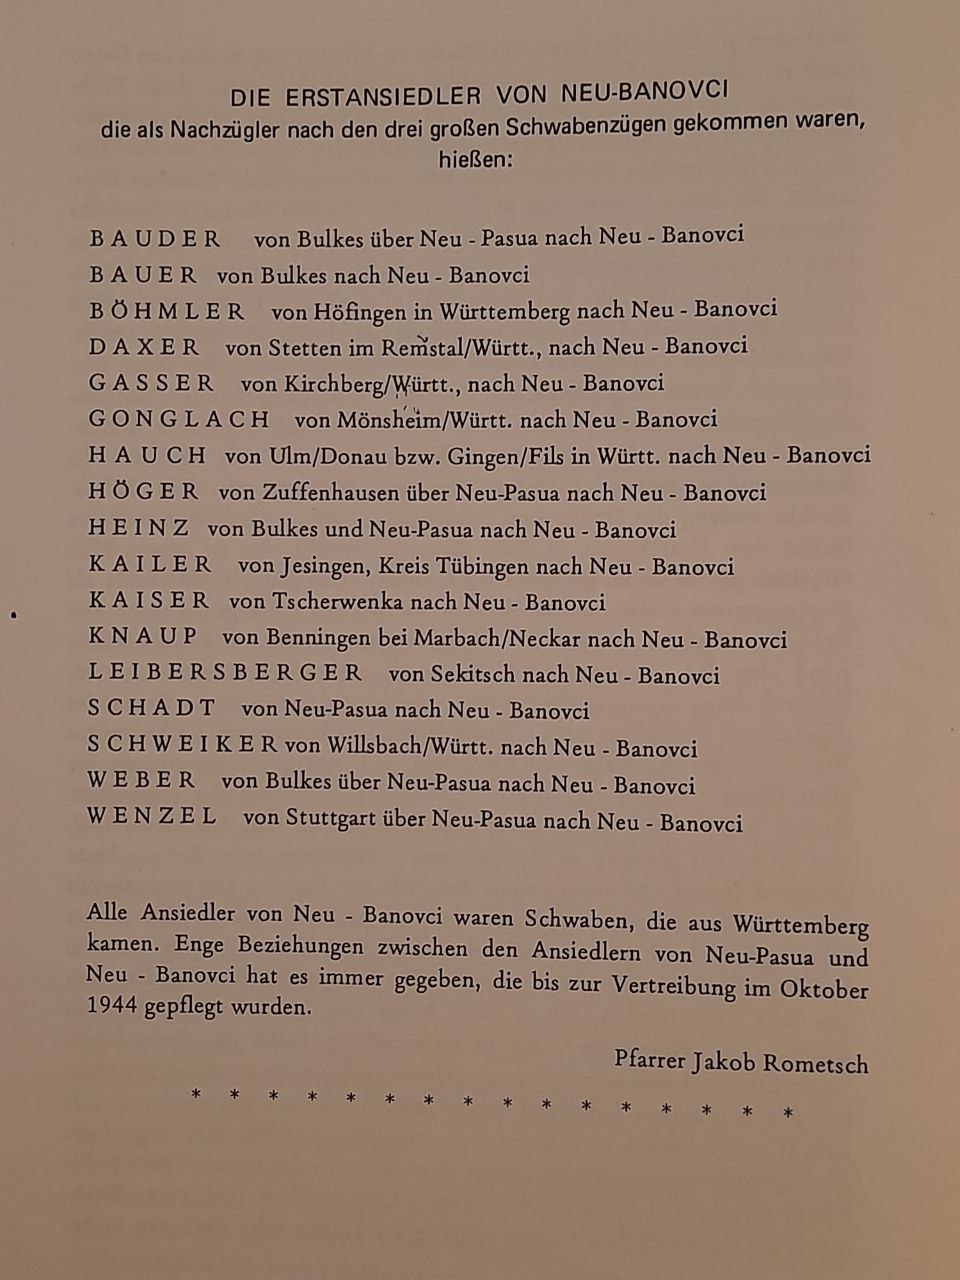 DIE ERSTANSIEDLER VON NEU-BANOVCI
die als Nachzügler nach den drei großen Schwabenzügen gekommen waren,
hießen:
BAUDER von Bulkes über Neu - Pasua nach Neu - Banovci
BAUER von Bulkes nach Neu - Banovci
BÖHMLER von Höfingen in Württemberg nach Neu - Banovci
DAXER von Stetten im Remstal/Württ., nach Neu - Banovci
GASSER von Kirchberg/Württ., nach Neu - Banovci
GONGLACH von Mönsheim/Württ. nach Neu - Banovci
HAUCH von Ulm/Donau bzw. Gingen/Fils in Württ. nach Neu - Banovci
HÖGER von Zuffenhausen über Neu-Pasua nach Neu - Banovci
HEINZ von Bulkes und Neu-Pasua nach Neu - Banovci
KAILER von Jesingen, Kreis Tübingen nach Neu - Banovci
KAISER von Tscherwenka nach Neu - Banovci
KNAUP von Benningen bei Marbach/Neckar nach Neu - Banovci
LEIBERSBERGER von Sekitsch nach Neu - Banovci
SCHADT von Neu-Pasua nach Neu - Banovci
SCHWEIKER von Willsbach/Württ. nach Neu - Banovci
WEBER von Bulkes über Neu-Pasua nach Neu - Banovci
WENZEL von Stuttgart über Neu-Pasua nach Neu - Banovci
Alle Ansiedler von Neu - Banovci waren Schwaben, die aus Württemberg
kamen. Enge Beziehungen zwischen den Ansiedlern von Neu-Pasua und
Neu - Banovci hat es immer gegeben, die bis zur Vertreibung im Oktober
1944 gepflegt wurden.
Pfarrer Jakob Rometsch
* * * * * * * * * * * * * * * *